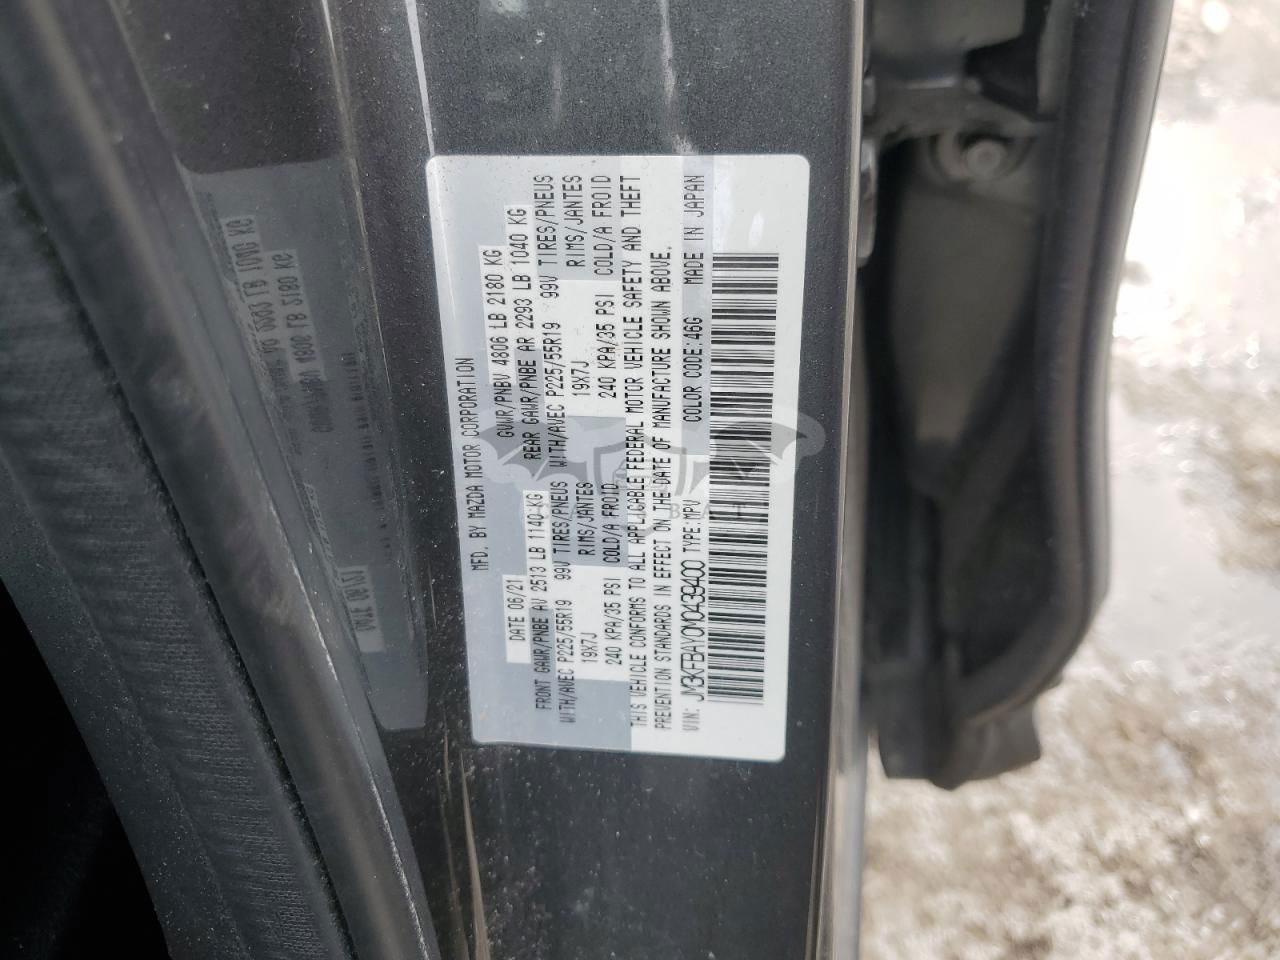 MFD. BY MAZDA MOTOR CORPORATION
DATE 06/21 GVWR/PNBV 4806 LB 2180 KG
FRONT GAWR/PNBE AV 2513 LB 1140 KG REAR GAWR/PNBE AR 2293 LB 1040 KG
WITH/AVEC P225/55R19 99V TIRES/PNEUS WITH/AVEC P225/55R19 99V TIRES/PNEUS
19X7J RIMS/JANTES 19X7J RIMS/JANTES
240 KPA/35 PSI COLD/A FROID 240 KPA/35 PSI COLD/A FROID
THIS VEHICLE CONFORMS TO ALL APPLICABLE FEDERAL MOTOR VEHICLE SAFETY AND THEFT
PREVENTION STANDARDS IN EFFECT ON THE DATE OF MANUFACTURE SHOWN ABOVE.
VIN: JM3KFBAY0M0439400 TYPE:MPV COLOR CODE:46G MADE IN JAPAN